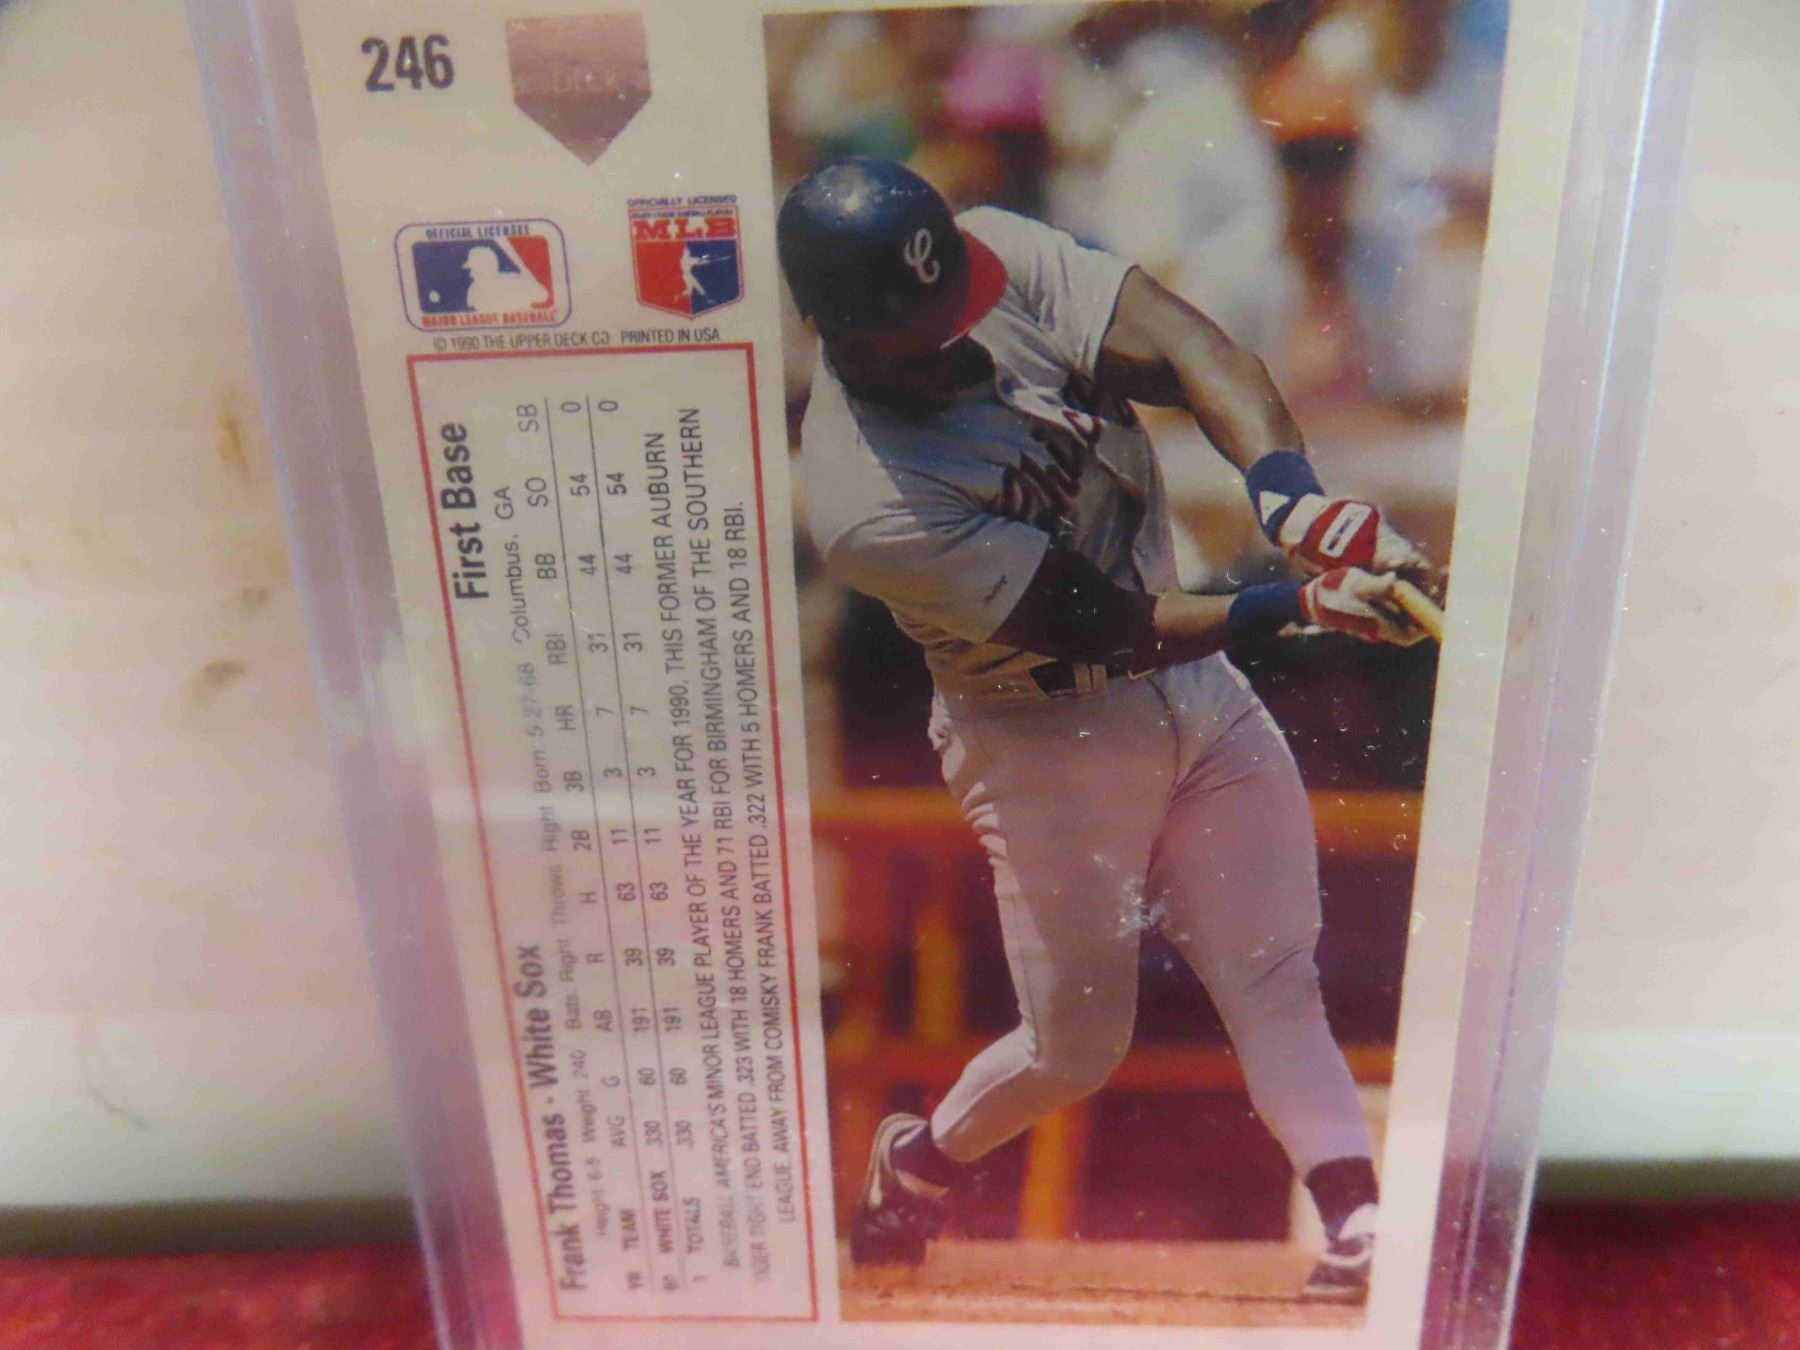 246
DECK
OFFICIAL LICENSEE
MAJOR LEAGUE BASEBALL
OFFICIALLY LICENSED
MLB
© 1990 THE UPPER DECK CO PRINTED IN USA
Frank Thomas - White Sox First Base
Height 6-5 Weight 240 Bats Right Throws Right Born 5-27-68 Columbus, GA
YR TEAM AVG G AB R H 2B 3B HR RBI BB SO SB
WHITE SOX .330 60 191 39 63 11 3 7 31 44 54 0
1 TOTALS .330 60 191 39 63 11 3 7 31 44 54 0
BASEBALL AMERICA'S MINOR LEAGUE PLAYER OF THE YEAR FOR 1990, THIS FORMER AUBURN
TIGER TIGHT END BATTED .323 WITH 18 HOMERS AND 71 RBI FOR BIRMINGHAM OF THE SOUTHERN
LEAGUE. AWAY FROM COMISKY FRANK BATTED .322 WITH 5 HOMERS AND 18 RBI.
C
Chica